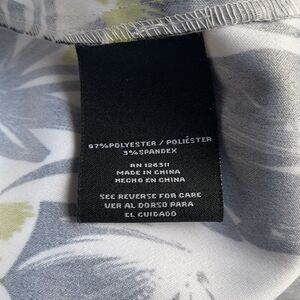 97%POLYESTER / POLIÉSTER
3%SPANDEX
RN 126311
MADE IN CHINA
HECHO EN CHINA
SEE REVERSE FOR CARE
VER AL DORSO PARA
EL CUIDADO